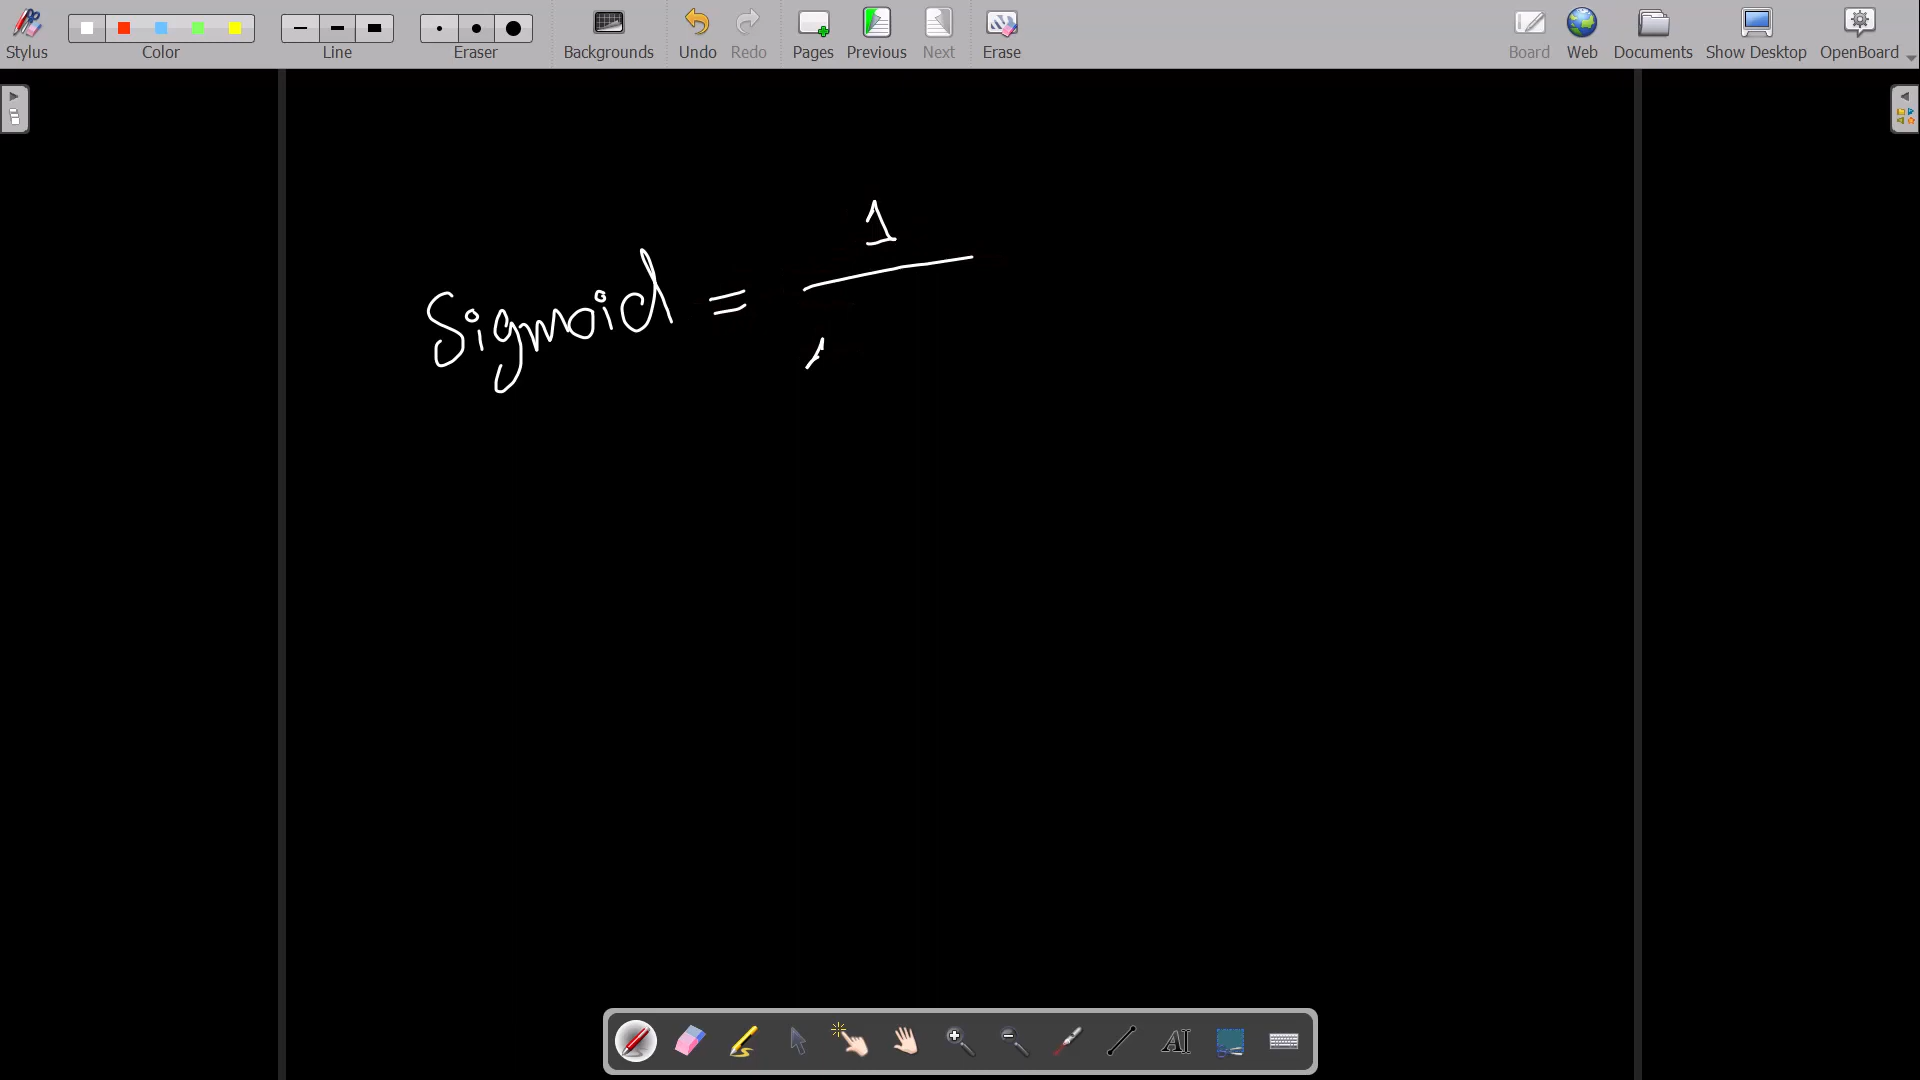 Stylus Color Line Eraser Backgrounds Undo Redo Pages Previous Next Erase Board Web Documents Show Desktop OpenBoard
1
Sigmoid =
AI